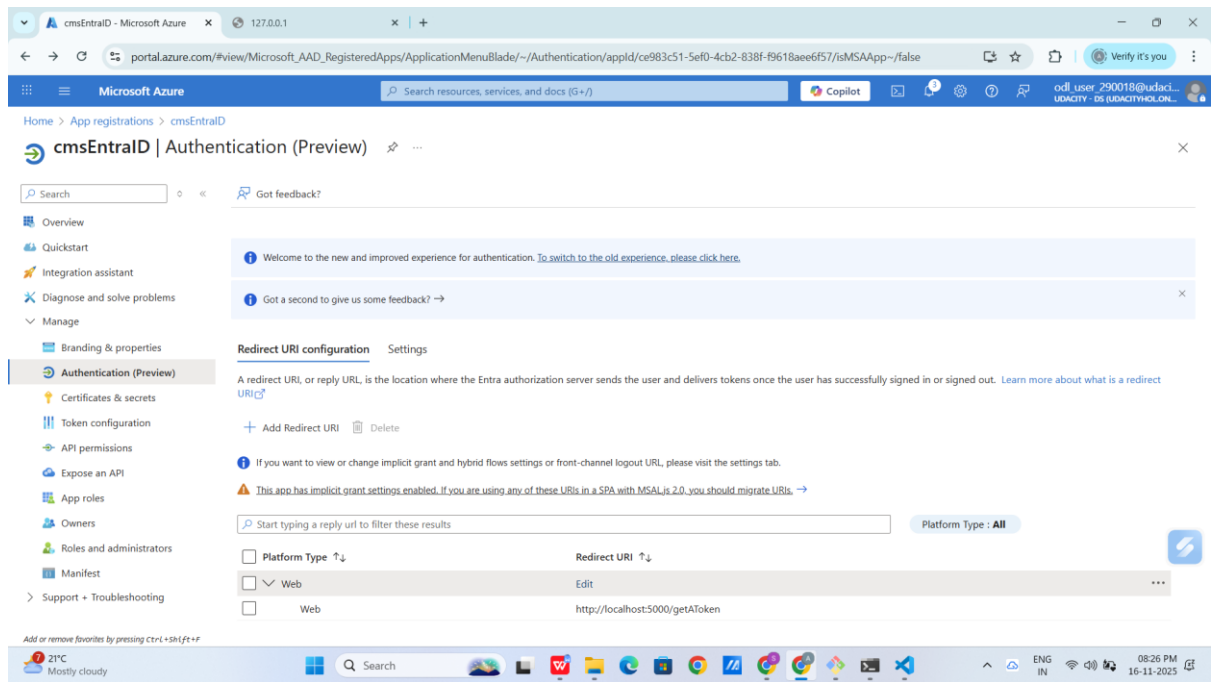 cmsEntraID - Microsoft Azure
127.0.0.1
portal.azure.com/#view/Microsoft_AAD_RegisteredApps/ApplicationMenuBlade/~/Authentication/appId/ce983c51-5ef0-4cb2-838f-f9618aee6f57/isMSAApp~/false
Verify it's you
Microsoft Azure
Search resources, services, and docs (G+/)
Copilot
3
odl_user_290018@udaci...
UDACITY - DS (UDACITYHOL.ON...
Home > App registrations > cmsEntraID
cmsEntraID | Authentication (Preview)
Search
Got feedback?
Overview
Quickstart
Integration assistant
Diagnose and solve problems
Manage
Branding & properties
Authentication (Preview)
Certificates & secrets
Token configuration
API permissions
Expose an API
App roles
Owners
Roles and administrators
Manifest
Support + Troubleshooting
Add or remove favorites by pressing Ctrl+Shift+F
Welcome to the new and improved experience for authentication. To switch to the old experience, please click here.
Got a second to give us some feedback? →
Redirect URI configuration
Settings
A redirect URI, or reply URL, is the location where the Entra authorization server sends the user and delivers tokens once the user has successfully signed in or signed out. Learn more about what is a redirect
URI
+ Add Redirect URI
Delete
If you want to view or change implicit grant and hybrid flows settings or front-channel logout URL, please visit the settings tab.
This app has implicit grant settings enabled. If you are using any of these URIs in a SPA with MSAL.js 2.0, you should migrate URIs. →
Start typing a reply url to filter these results
Platform Type : All
Platform Type ↑↓
Redirect URI ↑↓
Web
Edit
Web
http://localhost:5000/getAToken
7
21°C
Mostly cloudy
Search
ENG
IN
08:26 PM
16-11-2025